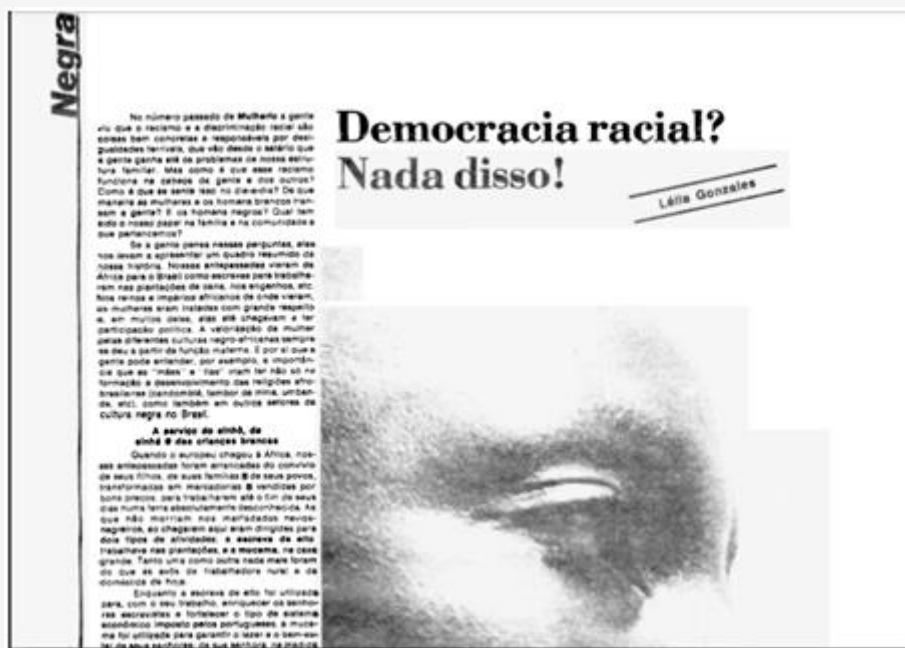 Negra
Democracia racial?
Nada disso!
Lélia Gonzales
No número passado de Mulherio a gente
viu que o racismo e a discriminação racial são
coisas bem concretas e responsáveis por desi-
gualdades terríveis, que vão desde o salário que
a gente ganha até os problemas de nossa estru-
tura familiar. Mas como é que esse racismo
funciona na cabeça da gente e dos outros?
Como é que se sente isso no dia-a-dia? De que
maneira as mulheres e os homens brancos tran-
sam a gente? E os homens negros? Qual tem
sido o nosso papel na família e na comunidade a
que pertencemos?
Se a gente pensa nessas perguntas, elas
nos levam a apresentar um quadro resumido da
nossa história. Nossas antepassadas vieram da
África para o Brasil como escravas para trabalha-
rem nas plantações de cana, nos engenhos, etc.
Nos reinos e impérios africanos de onde vieram,
as mulheres eram tratadas com grande respeito
e, em muitos deles, elas até chegavam a ter
participação política. A valorização da mulher
pelas diferentes culturas negro-africanas sempre
se deu a partir da função materna. E por aí que a
gente pode entender, por exemplo, a importân-
cia que as "mães" e "tias" iriam ter não só na
formação e desenvolvimento das religiões afro-
brasileiras (candomblé, tambor de mina, umban-
da, etc), como também em outros setores da
cultura negra no Brasil.
A serviço do sinhô, da
sinhá e das crianças brancas
Quando o europeu chegou à África, nos-
sas antepassadas foram arrancadas do convívio
de seus filhos, de suas famílias e de seus povos,
transformadas em mercadorias e vendidas por
bons preços, para trabalharem até o fim de seus
dias numa terra absolutamente desconhecida. As
que não morriam nos malfadados navios-
negreiros, ao chegarem aqui eram dirigidas para
dois tipos de atividades: a escrava de eito
trabalhava nas plantações, e a mucama, na casa
grande. Tanto uma como outra nada mais foram
do que as avós da trabalhadora rural e da
doméstica de hoje.
Enquanto a escrava de eito foi utilizada
para, com o seu trabalho, enriquecer os senho-
res escravistas e fortalecer o tipo de sistema
econômico imposto pelos portugueses, a muca-
ma foi utilizada para garantir o lazer e o bem-es-
tar de seus senhores, de sua senhora, na medida